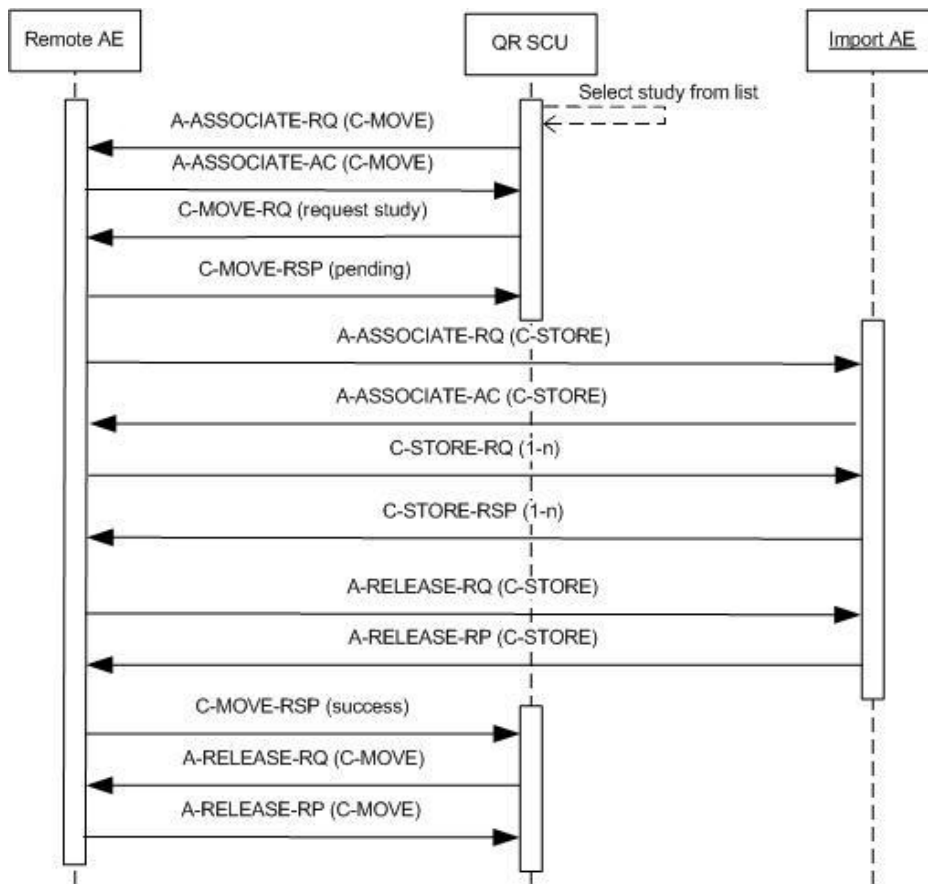 Remote AE
QR SCU
Import AE
Select study from list
A-ASSOCIATE-RQ (C-MOVE)
A-ASSOCIATE-AC (C-MOVE)
C-MOVE-RQ (request study)
C-MOVE-RSP (pending)
A-ASSOCIATE-RQ (C-STORE)
A-ASSOCIATE-AC (C-STORE)
C-STORE-RQ (1-n)
C-STORE-RSP (1-n)
A-RELEASE-RQ (C-STORE)
A-RELEASE-RP (C-STORE)
C-MOVE-RSP (success)
A-RELEASE-RQ (C-MOVE)
A-RELEASE-RP (C-MOVE)